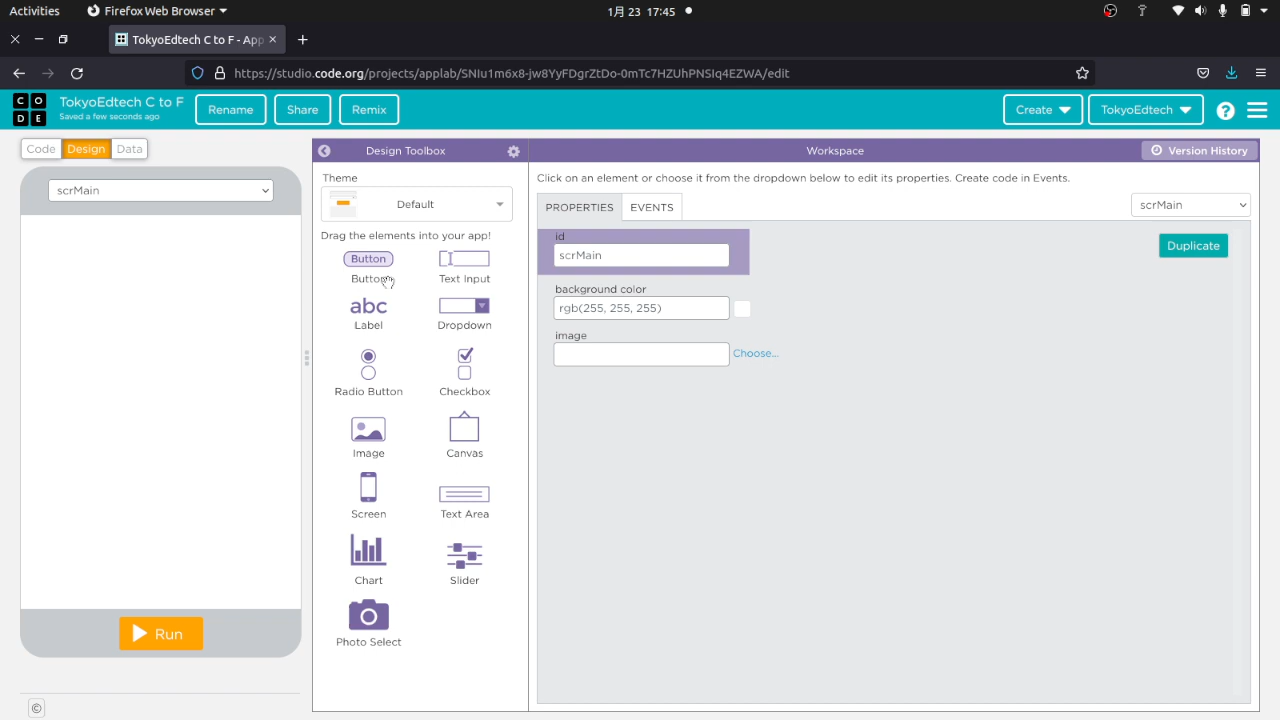 Activities
Firefox Web Browser
1月 23 17:45
TokyoEdtech C to F - App
https://studio.code.org/projects/applab/SNIu1m6x8-jw8YyFDgrZtDo-0mTc7HZUhPNSIq4EZWA/edit
C O
D E
TokyoEdtech C to F
Saved a few seconds ago
Rename
Share
Remix
Create
TokyoEdtech
?
Code
Design
Data
Design Toolbox
Workspace
Version History
scrMain
Theme
Default
Drag the elements into your app!
Button
Button
Text Input
abc
Label
Dropdown
Radio Button
Checkbox
Image
Canvas
Screen
Text Area
Chart
Slider
Photo Select
Click on an element or choose it from the dropdown below to edit its properties. Create code in Events.
PROPERTIES
EVENTS
scrMain
id
scrMain
Duplicate
background color
rgb(255, 255, 255)
image
Choose...
Run
©